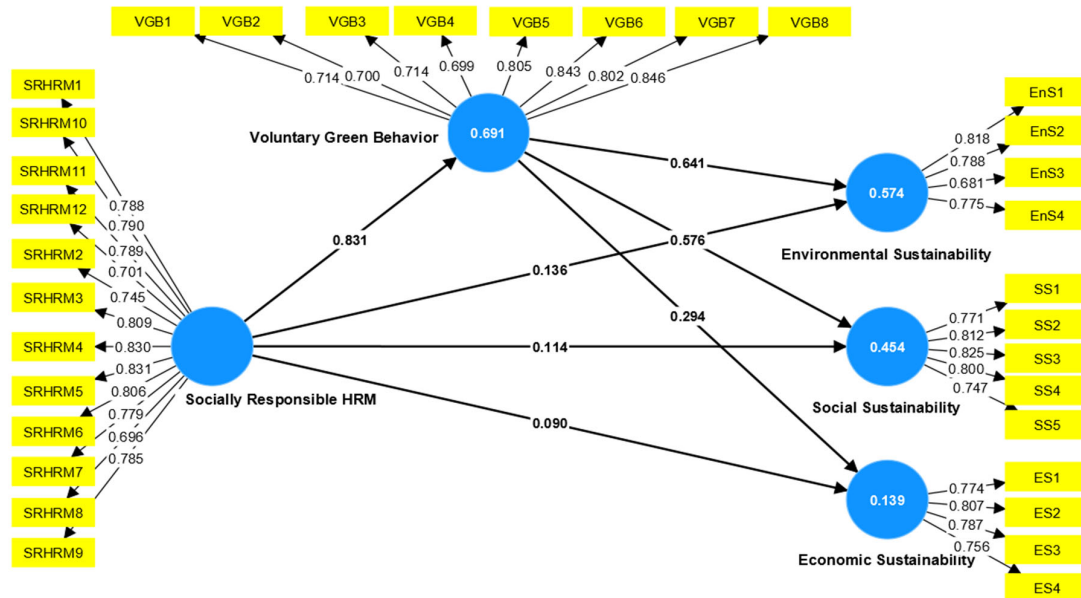 VGB1
VGB2
VGB3
VGB4
VGB5
VGB6
VGB7
VGB8
0.714
0.700
0.714
0.699
0.805
0.843
0.802
0.846
SRHRM1
SRHRM10
SRHRM11
SRHRM12
SRHRM2
SRHRM3
SRHRM4
SRHRM5
SRHRM6
SRHRM7
SRHRM8
SRHRM9
0.788
0.790
0.789
0.701
0.745
0.809
0.830
0.831
0.806
0.779
0.696
0.785
Voluntary Green Behavior
0.691
Socially Responsible HRM
0.831
0.641
0.136
0.576
0.294
0.114
0.090
0.574
Environmental Sustainability
0.818
0.788
0.681
0.775
EnS1
EnS2
EnS3
EnS4
0.454
Social Sustainability
0.771
0.812
0.825
0.800
0.747
SS1
SS2
SS3
SS4
SS5
0.139
Economic Sustainability
0.774
0.807
0.787
0.756
ES1
ES2
ES3
ES4